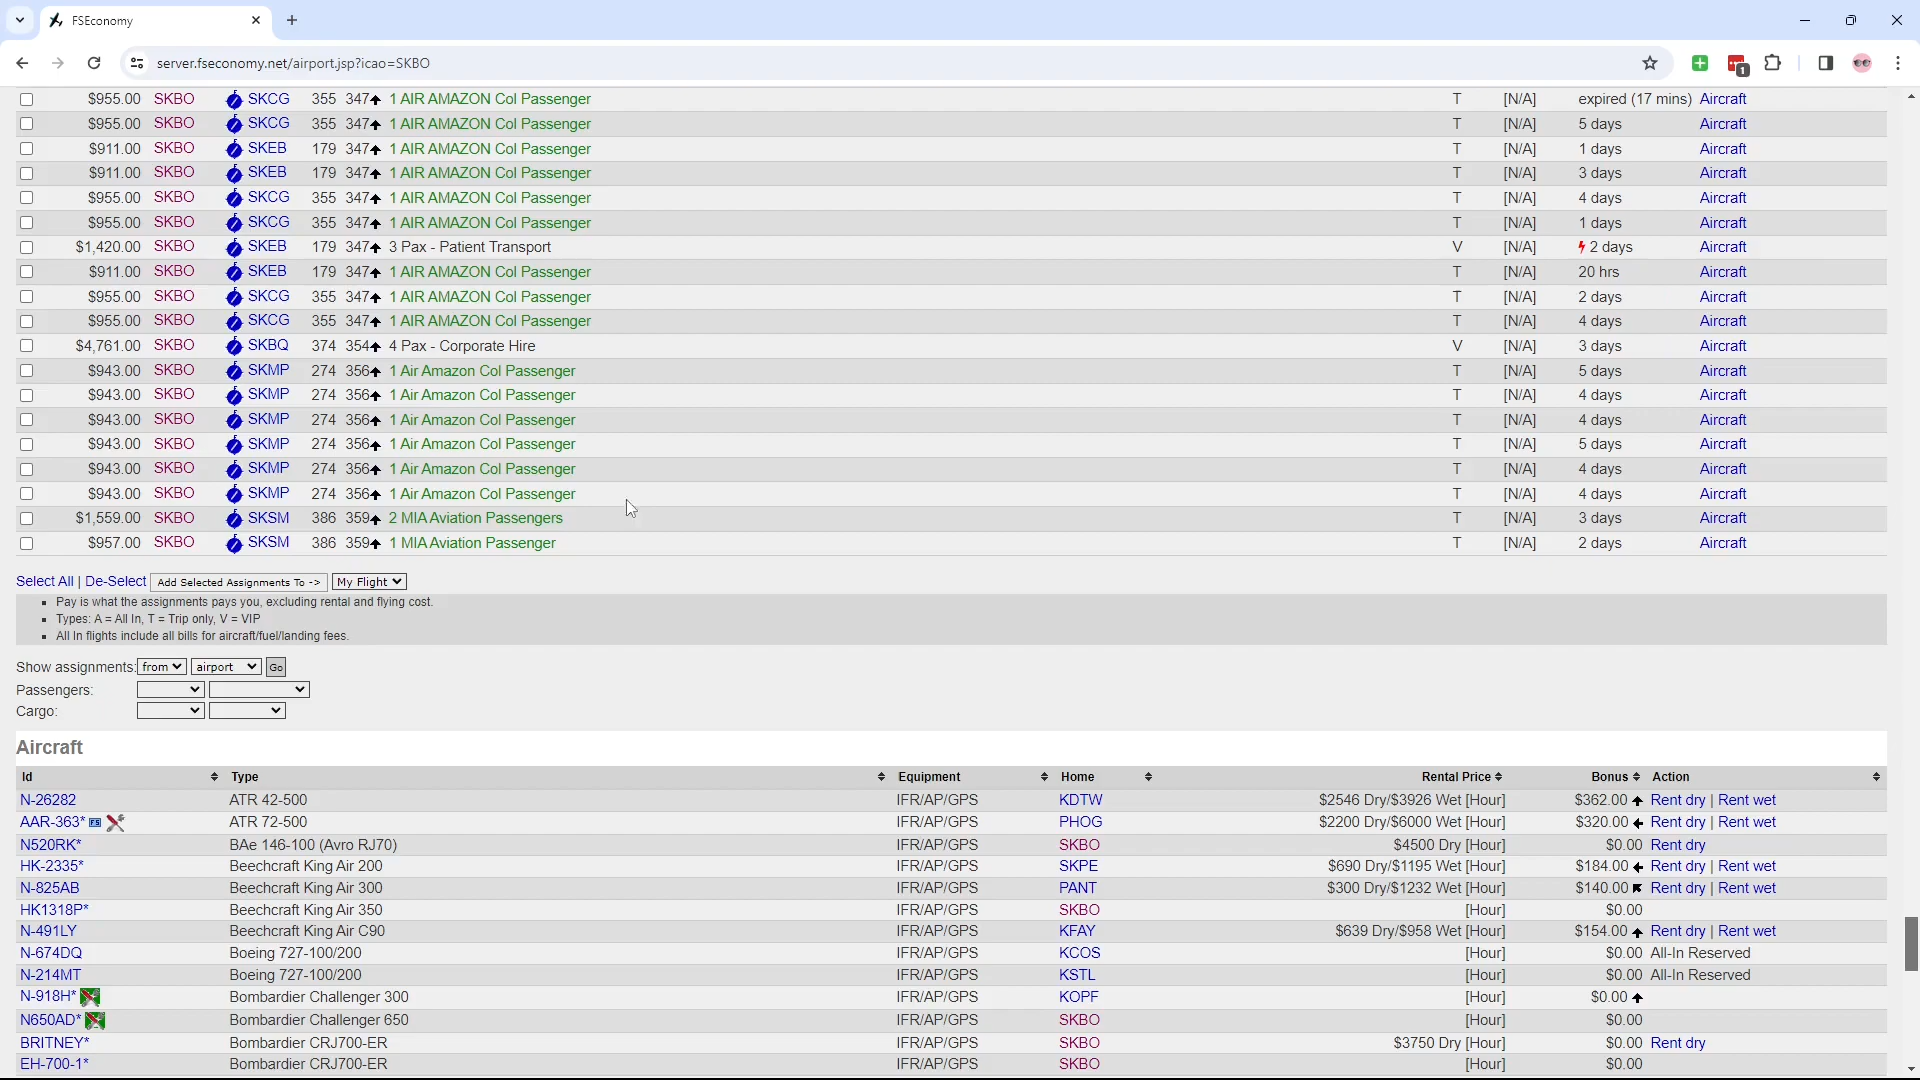 FSEconomy
server.fseconomy.net/airport.jsp?icao=SKBO
1
$955.00 SKBO SKCG 355 347 1 AIR AMAZON Col Passenger T [N/A] expired (17 mins) Aircraft
$955.00 SKBO SKCG 355 347 1 AIR AMAZON Col Passenger T [N/A] 5 days Aircraft
$911.00 SKBO SKEB 179 347 1 AIR AMAZON Col Passenger T [N/A] 1 days Aircraft
$911.00 SKBO SKEB 179 347 1 AIR AMAZON Col Passenger T [N/A] 3 days Aircraft
$955.00 SKBO SKCG 355 347 1 AIR AMAZON Col Passenger T [N/A] 4 days Aircraft
$955.00 SKBO SKCG 355 347 1 AIR AMAZON Col Passenger T [N/A] 1 days Aircraft
$1,420.00 SKBO SKEB 179 347 3 Pax - Patient Transport V [N/A] 2 days Aircraft
$911.00 SKBO SKEB 179 347 1 AIR AMAZON Col Passenger T [N/A] 20 hrs Aircraft
$955.00 SKBO SKCG 355 347 1 AIR AMAZON Col Passenger T [N/A] 2 days Aircraft
$955.00 SKBO SKCG 355 347 1 AIR AMAZON Col Passenger T [N/A] 4 days Aircraft
$4,761.00 SKBO SKBQ 374 354 4 Pax - Corporate Hire V [N/A] 3 days Aircraft
$943.00 SKBO SKMP 274 356 1 Air Amazon Col Passenger T [N/A] 5 days Aircraft
$943.00 SKBO SKMP 274 356 1 Air Amazon Col Passenger T [N/A] 4 days Aircraft
$943.00 SKBO SKMP 274 356 1 Air Amazon Col Passenger T [N/A] 4 days Aircraft
$943.00 SKBO SKMP 274 356 1 Air Amazon Col Passenger T [N/A] 5 days Aircraft
$943.00 SKBO SKMP 274 356 1 Air Amazon Col Passenger T [N/A] 4 days Aircraft
$943.00 SKBO SKMP 274 356 1 Air Amazon Col Passenger T [N/A] 4 days Aircraft
$1,559.00 SKBO SKSM 386 359 2 MIA Aviation Passengers T [N/A] 3 days Aircraft
$957.00 SKBO SKSM 386 359 1 MIA Aviation Passenger T [N/A] 2 days Aircraft
Select All | De-Select Add Selected Assignments To -> My Flight
Pay is what the assignments pays you, excluding rental and flying cost.
Types: A = All In, T = Trip only, V = VIP
All In flights include all bills for aircraft/fuel/landing fees.
Show assignments: from airport Go
Passengers:
Cargo:
Aircraft
Id Type Equipment Home Rental Price Bonus Action
N-26282 ATR 42-500 IFR/AP/GPS KDTW $2546 Dry/$3926 Wet [Hour] $362.00 Rent dry | Rent wet
AAR-363* ATR 72-500 IFR/AP/GPS PHOG $2200 Dry/$6000 Wet [Hour] $320.00 Rent dry | Rent wet
N520RK* BAe 146-100 (Avro RJ70) IFR/AP/GPS SKBO $4500 Dry [Hour] $0.00 Rent dry
HK-2335* Beechcraft King Air 200 IFR/AP/GPS SKPE $690 Dry/$1195 Wet [Hour] $184.00 Rent dry | Rent wet
N-825AB Beechcraft King Air 300 IFR/AP/GPS PANT $300 Dry/$1232 Wet [Hour] $140.00 Rent dry | Rent wet
HK1318P* Beechcraft King Air 350 IFR/AP/GPS SKBO [Hour] $0.00
N-491LY Beechcraft King Air C90 IFR/AP/GPS KFAY $639 Dry/$958 Wet [Hour] $154.00 Rent dry | Rent wet
N-674DQ Boeing 727-100/200 IFR/AP/GPS KCOS [Hour] $0.00 All-In Reserved
N-214MT Boeing 727-100/200 IFR/AP/GPS KSTL [Hour] $0.00 All-In Reserved
N-918H* Bombardier Challenger 300 IFR/AP/GPS KOPF [Hour] $0.00
N650AD* Bombardier Challenger 650 IFR/AP/GPS SKBO [Hour] $0.00
BRITNEY* Bombardier CRJ700-ER IFR/AP/GPS SKBO $3750 Dry [Hour] $0.00 Rent dry
EH-700-1* Bombardier CRJ700-ER IFR/AP/GPS SKBO [Hour] $0.00